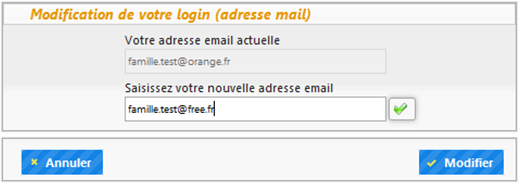 Modification de votre login (adresse mail)
Votre adresse email actuelle
famille.test@orange.fr
Saisissez votre nouvelle adresse email
famille.test@free.fr
Annuler
Modifier